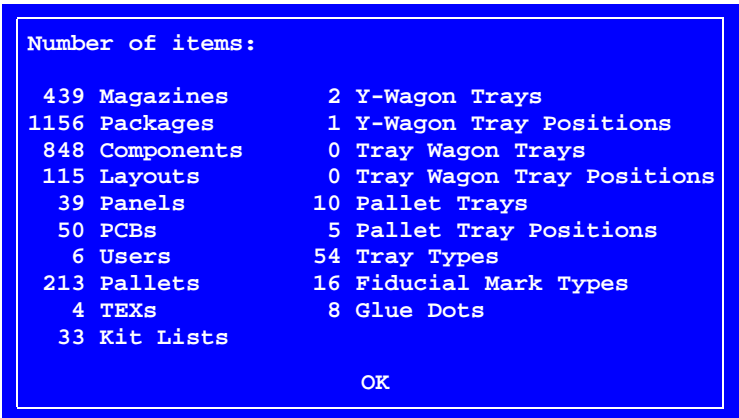 Number of items:
439 Magazines 2 Y-Wagon Trays
1156 Packages 1 Y-Wagon Tray Positions
848 Components 0 Tray Wagon Trays
115 Layouts 0 Tray Wagon Tray Positions
39 Panels 10 Pallet Trays
50 PCBs 5 Pallet Tray Positions
6 Users 54 Tray Types
213 Pallets 16 Fiducial Mark Types
4 TEXs 8 Glue Dots
33 Kit Lists
OK